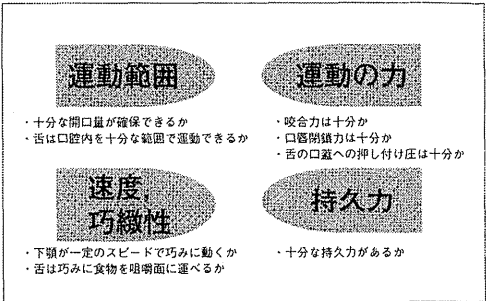 運動範囲
・十分な開口量が確保できるか
・舌は口腔内を十分な範囲で運動できるか
運動の力
・咬合力は十分か
・口唇閉鎖力は十分か
・舌の口蓋への押し付け圧は十分か
速度,
巧緻性
・下顎が一定のスピードで巧みに動くか
・舌は巧みに食物を咀嚼面に運べるか
持久力
・十分な持久力があるか